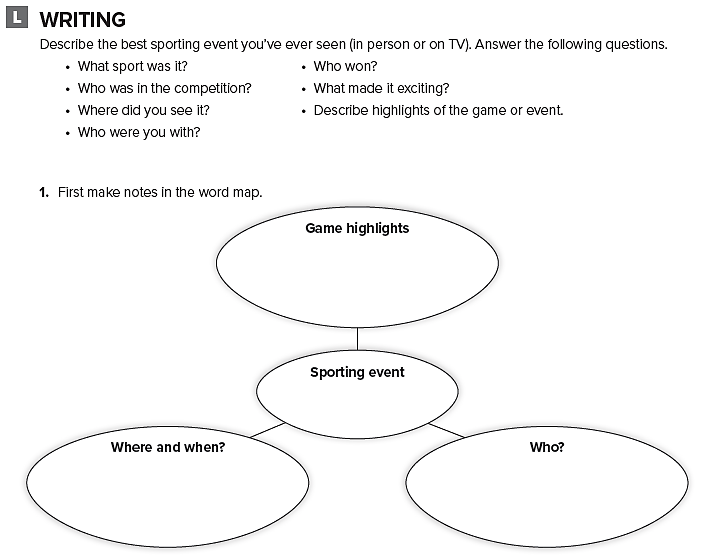 L WRITING
Describe the best sporting event you've ever seen (in person or on TV). Answer the following questions.
• What sport was it?
• Who was in the competition?
• Where did you see it?
• Who were you with?
• Who won?
• What made it exciting?
• Describe highlights of the game or event.
1. First make notes in the word map.
Game highlights
Sporting event
Where and when?
Who?